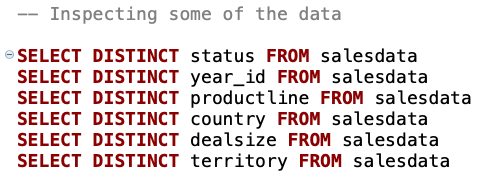 -- Inspecting some of the data
SELECT DISTINCT status FROM salesdata
SELECT DISTINCT year_id FROM salesdata
SELECT DISTINCT productline FROM salesdata
SELECT DISTINCT country FROM salesdata
SELECT DISTINCT dealsize FROM salesdata
SELECT DISTINCT territory FROM salesdata